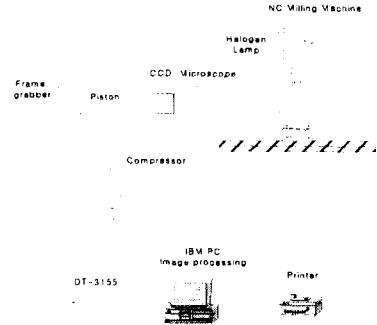 NC Milling Machine
Halogen
Lamp
CCD Microscope
Frame
grabber
Piston
Compressor
IBM PC
Image processing
DT-3155
Printer